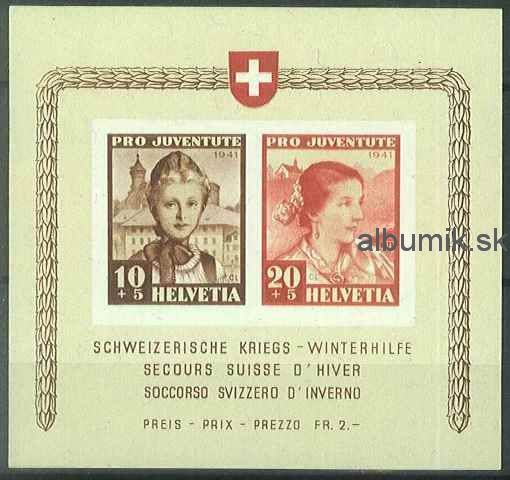 PRO JUVENTUTE
1941
10
+5
HELVETIA
PRO JUVENTUTE
1941
20
+5
HELVETIA
albumik.sk
SCHWEIZERISCHE KRIEGS - WINTERHILFE
SECOURS SUISSE D'HIVER
SOCCORSO SVIZZERO D'INVERNO
PREIS - PRIX - PREZZO FR. 2.-